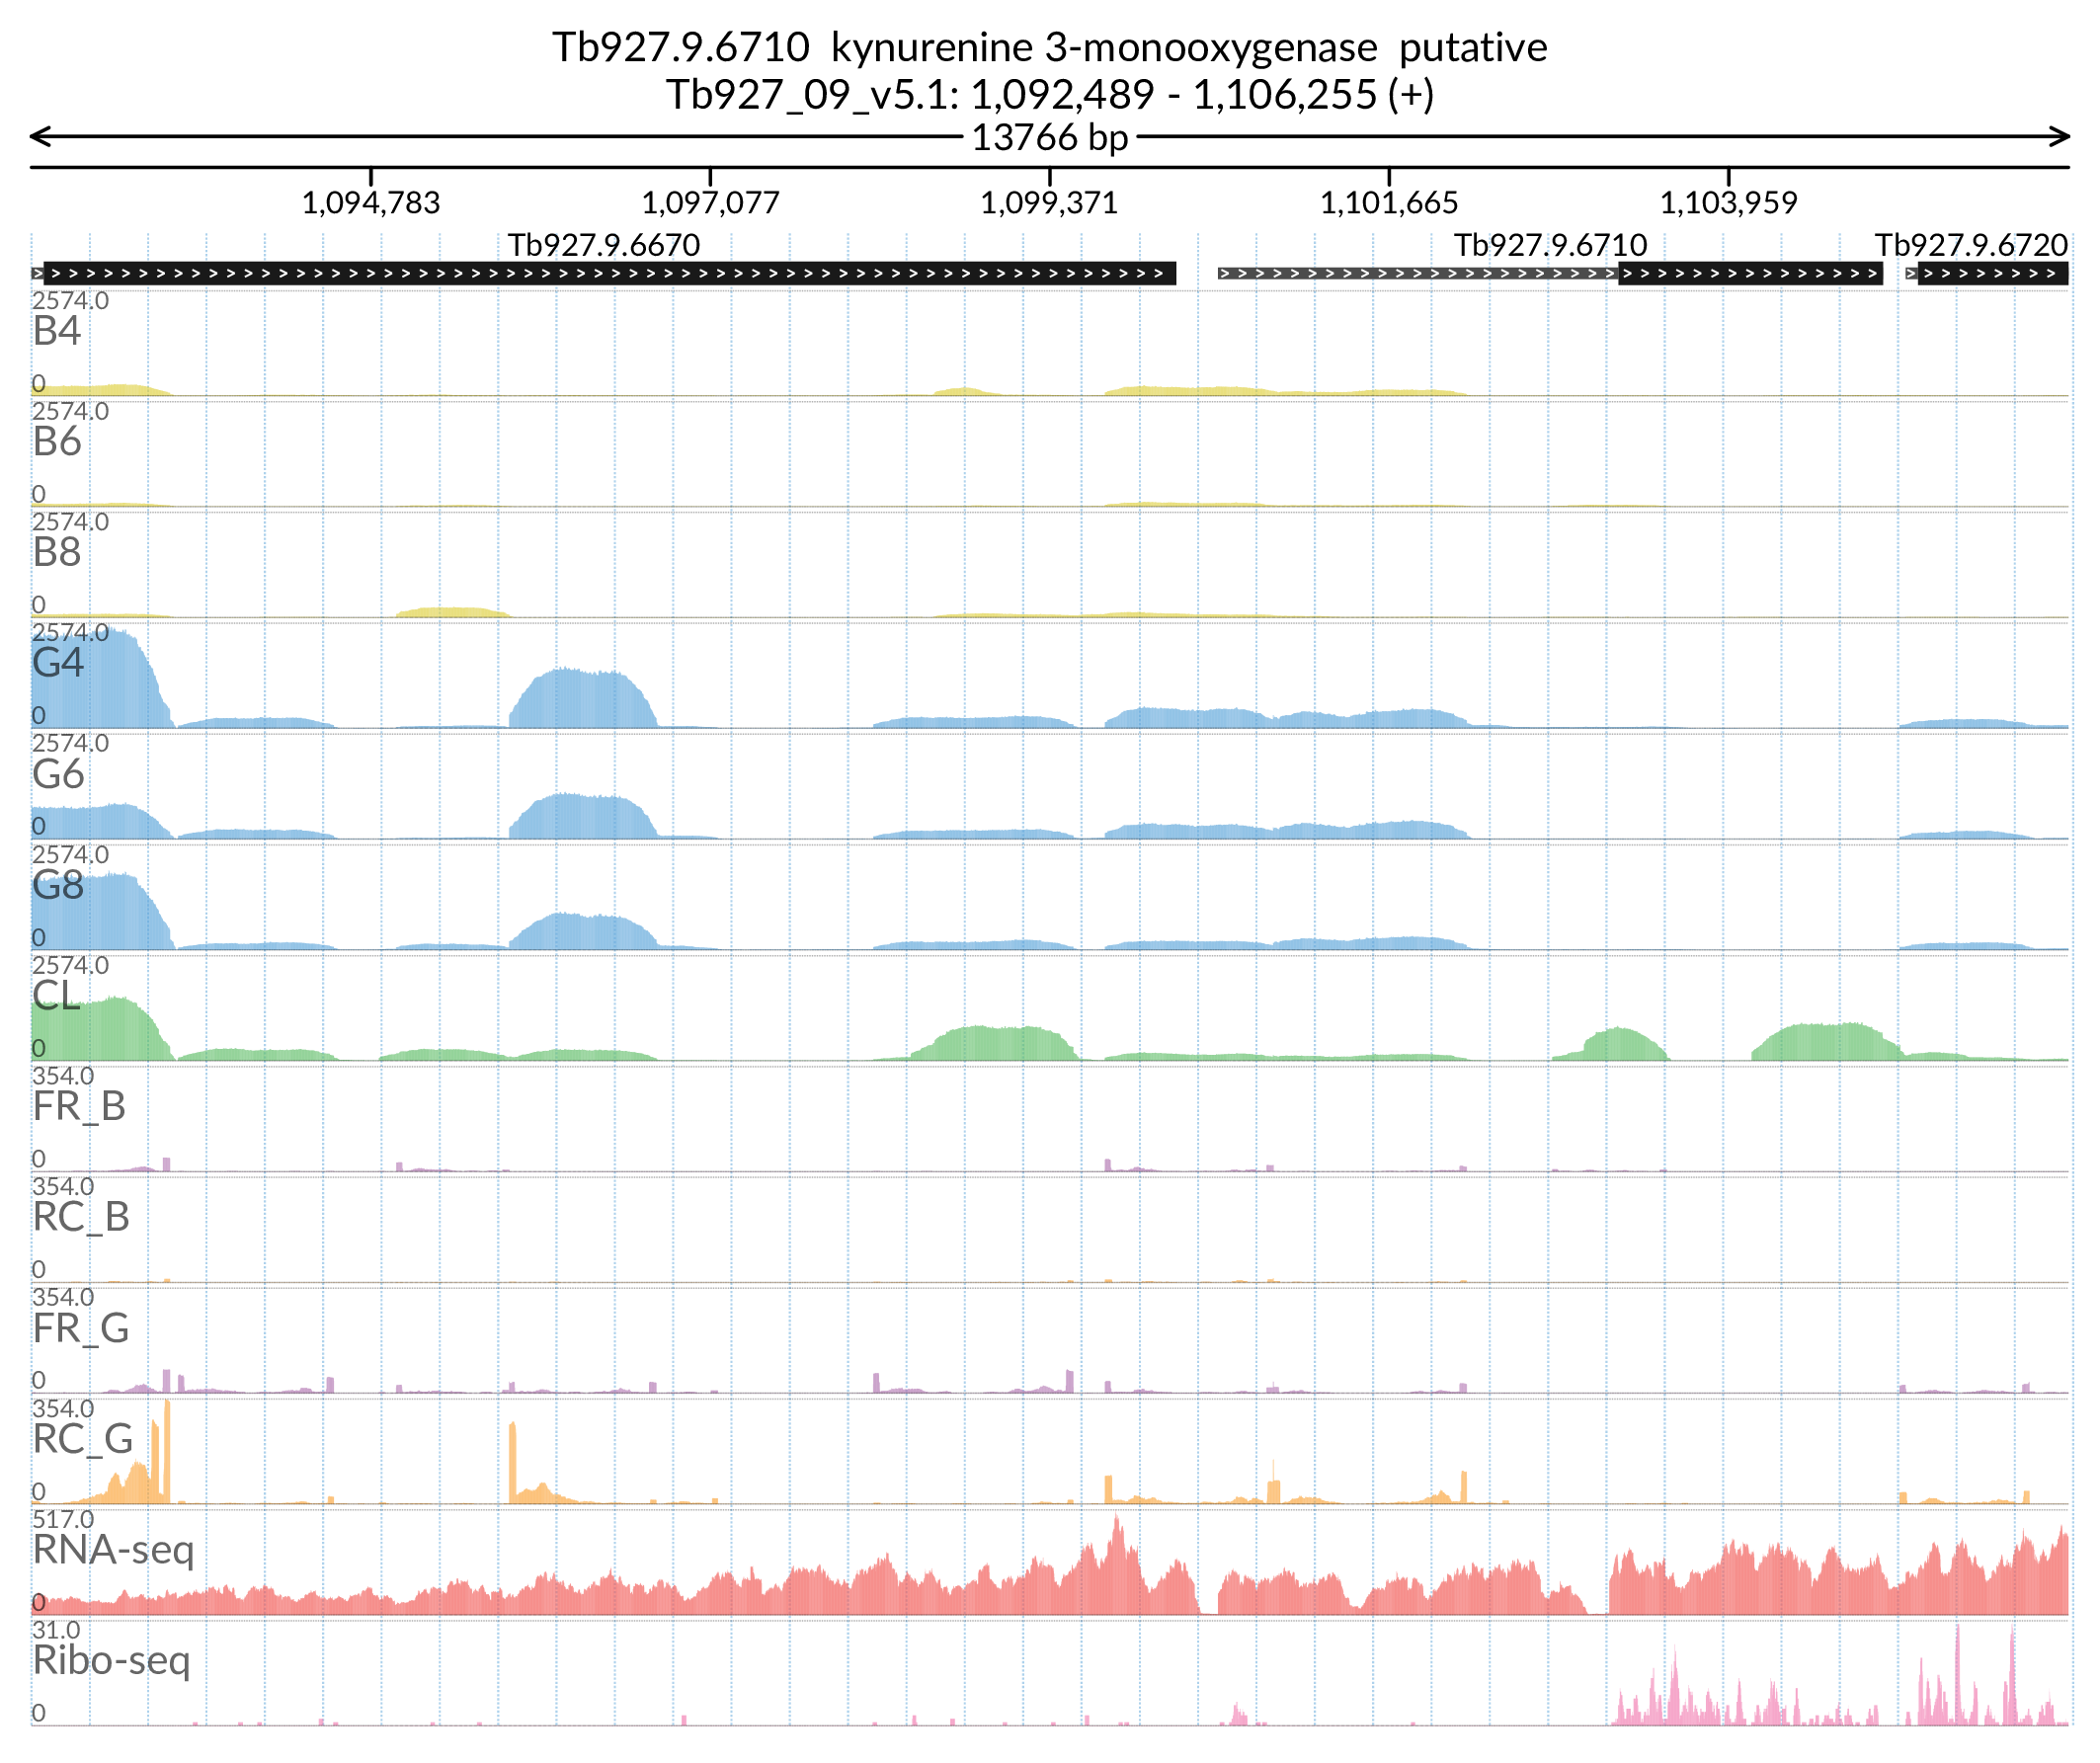 Tb927.9.6710 kynurenine 3-monooxygenase putative
Tb927_09_v5.1: 1,092,489 - 1,106,255 (+)
13766 bp
1,094,783 1,097,077 1,099,371 1,101,665 1,103,959
Tb927.9.6670 Tb927.9.6710 Tb927.9.6720
2574.0
B4
0
2574.0
B6
0
2574.0
B8
0
2574.0
G4
0
2574.0
G6
0
2574.0
G8
0
2574.0
CL
0
354.0
FR_B
0
354.0
RC_B
0
354.0
FR_G
0
354.0
RC_G
0
517.0
RNA-seq
0
31.0
Ribo-seq
0